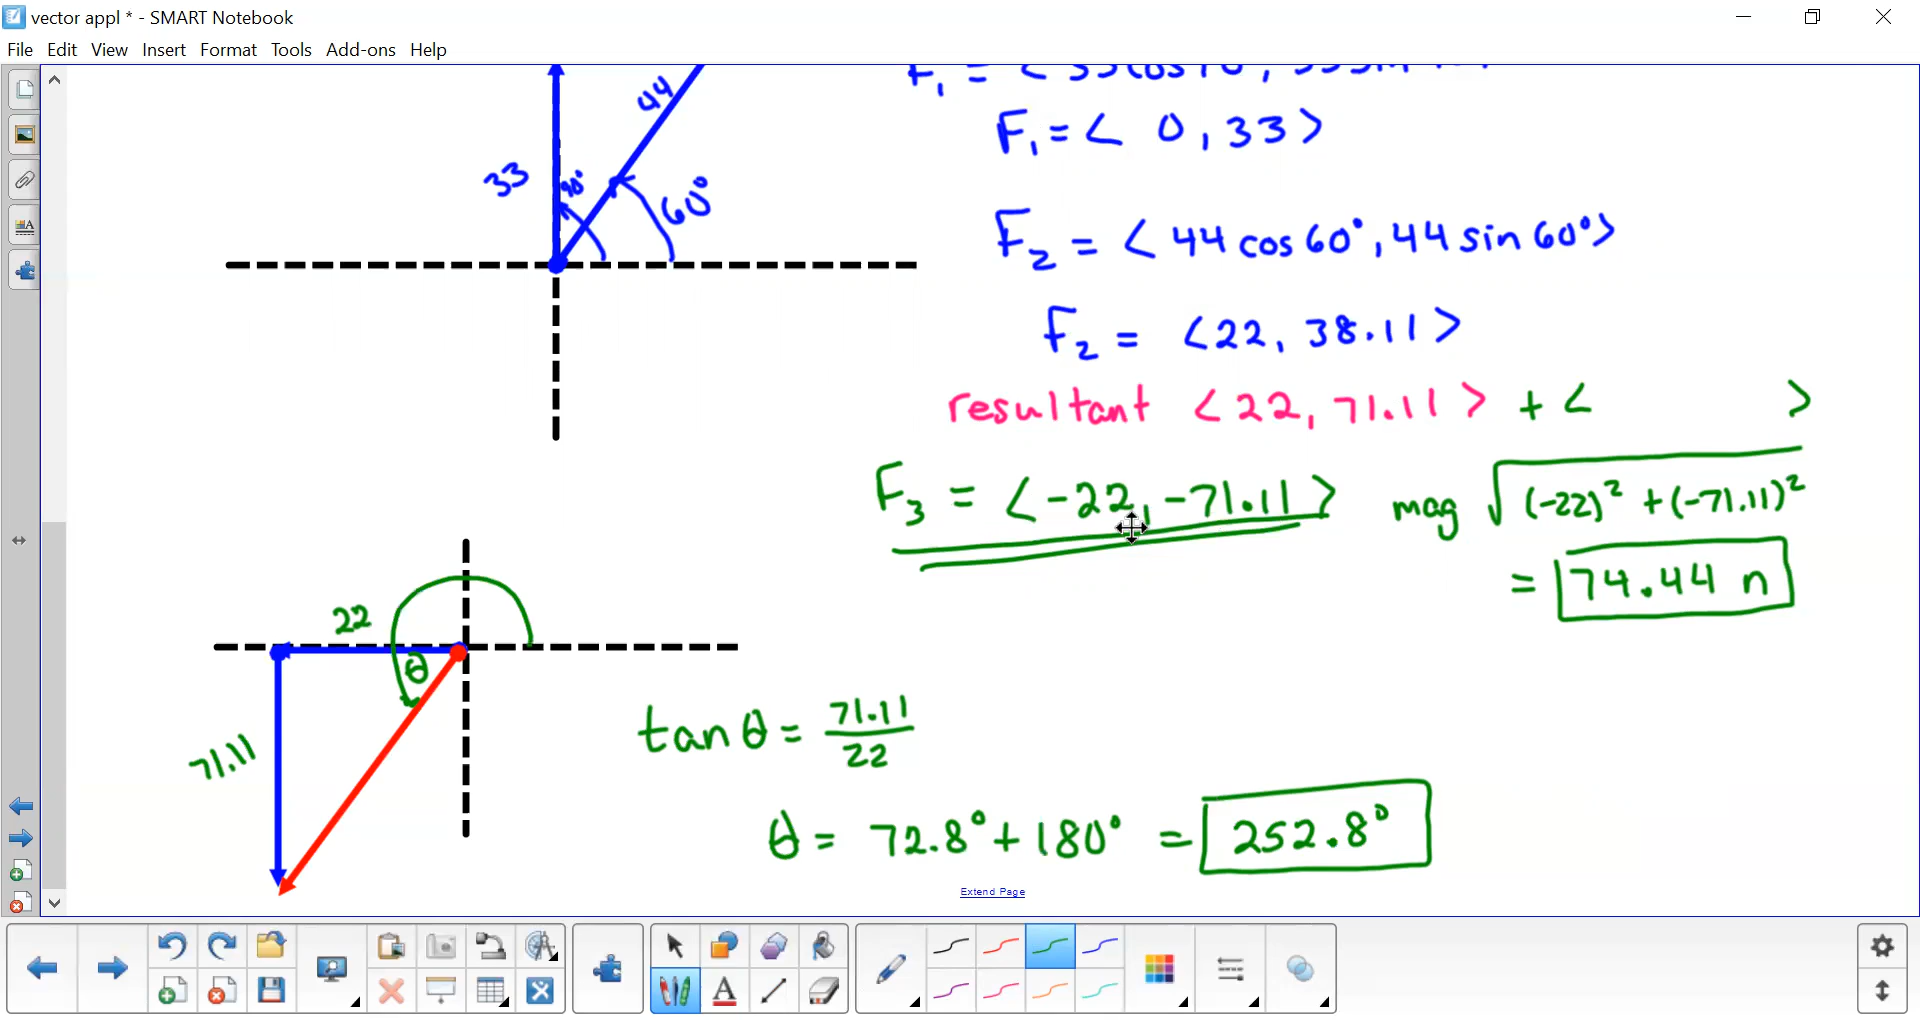 vector appl * - SMART Notebook
File Edit View Insert Format Tools Add-ons Help
44
33
90°
60°
F₁ = <
F₁ = < 0, 33 >
F₂ = < 44 cos 60°, 44 sin 60° >
F₂ = < 22, 38.11 >
resultant < 22, 71.11 > + < >
F₃ = < -22, -71.11 >
mag √(-22)² + (-71.11)²
= 74.44 n
22
θ
71.11
tan θ = 71.11/22
θ = 72.8° + 180° = 252.8°
Extend Page